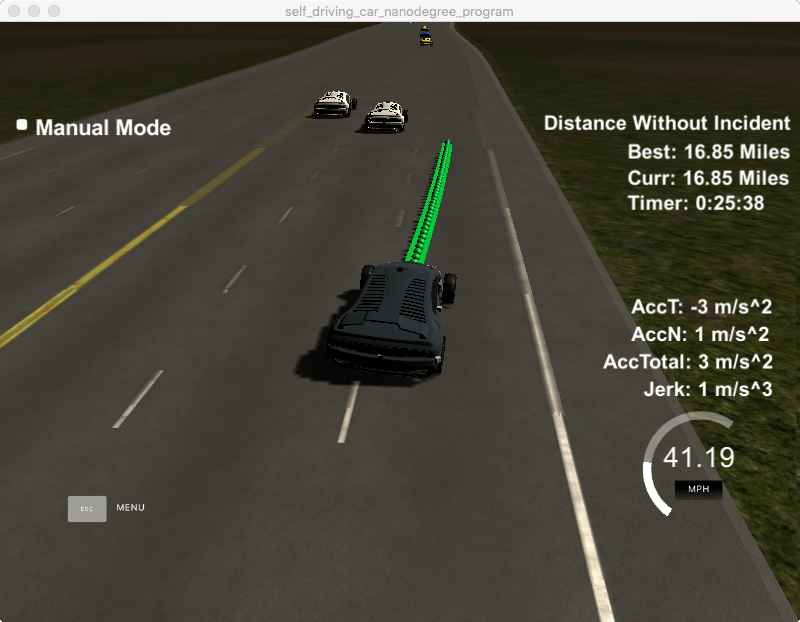 self_driving_car_nanodegree_program
Manual Mode
Distance Without Incident
Best: 16.85 Miles
Curr: 16.85 Miles
Timer: 0:25:38
AccT: -3 m/s^2
AccN: 1 m/s^2
AccTotal: 3 m/s^2
Jerk: 1 m/s^3
41.19
MPH
ESC MENU